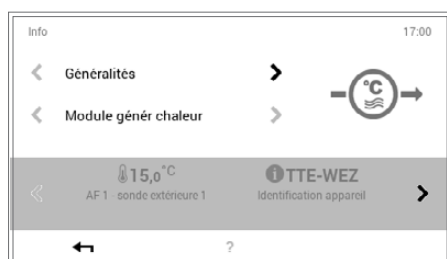 Info 17:00
< Généralités >
< Module génér chaleur >
°C
15,0°C TTE-WEZ
AF 1 - sonde extérieure 1 Identification appareil
?